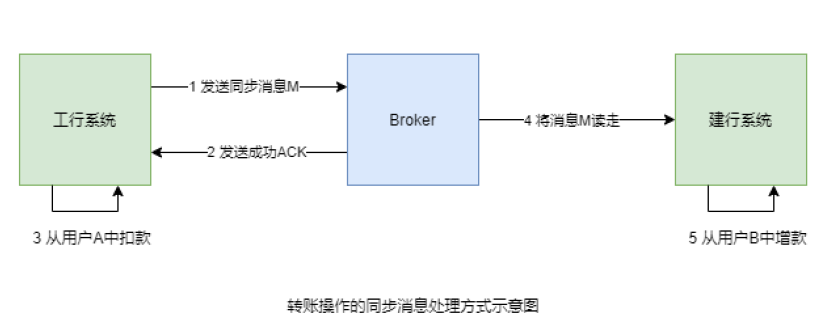 1 发送同步消息M
工行系统
Broker
4 将消息M读走
建行系统
2 发送成功ACK
3 从用户A中扣款
5 从用户B中增款
转账操作的同步消息处理方式示意图